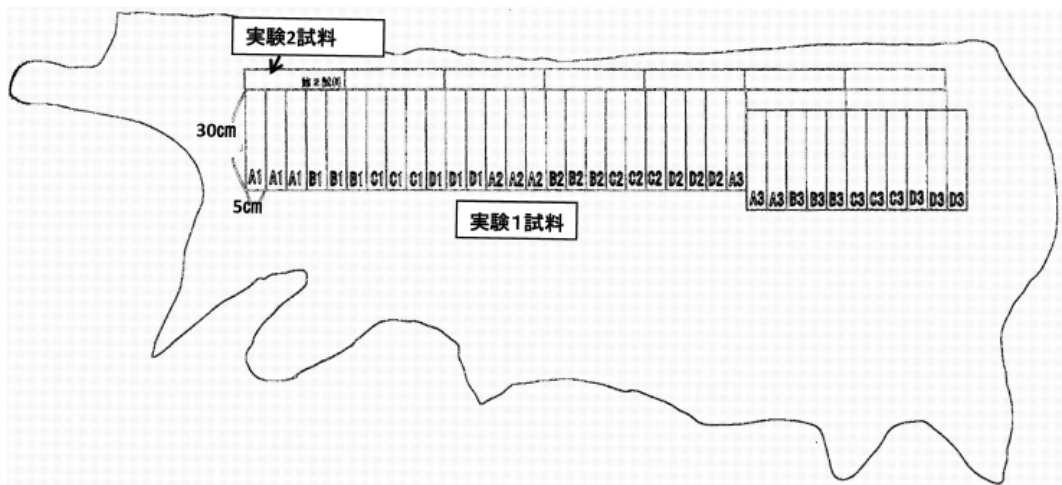 実験2試料
30cm
A1 A1 A1 B1 B1 B1 C1 C1 C1 D1 D1 D1 A2 A2 A2 B2 B2 B2 C2 C2 C2 D2 D2 D2 A3
A3 A3 B3 B3 B3 C3 C3 C3 D3 D3 D3
5cm
実験1試料